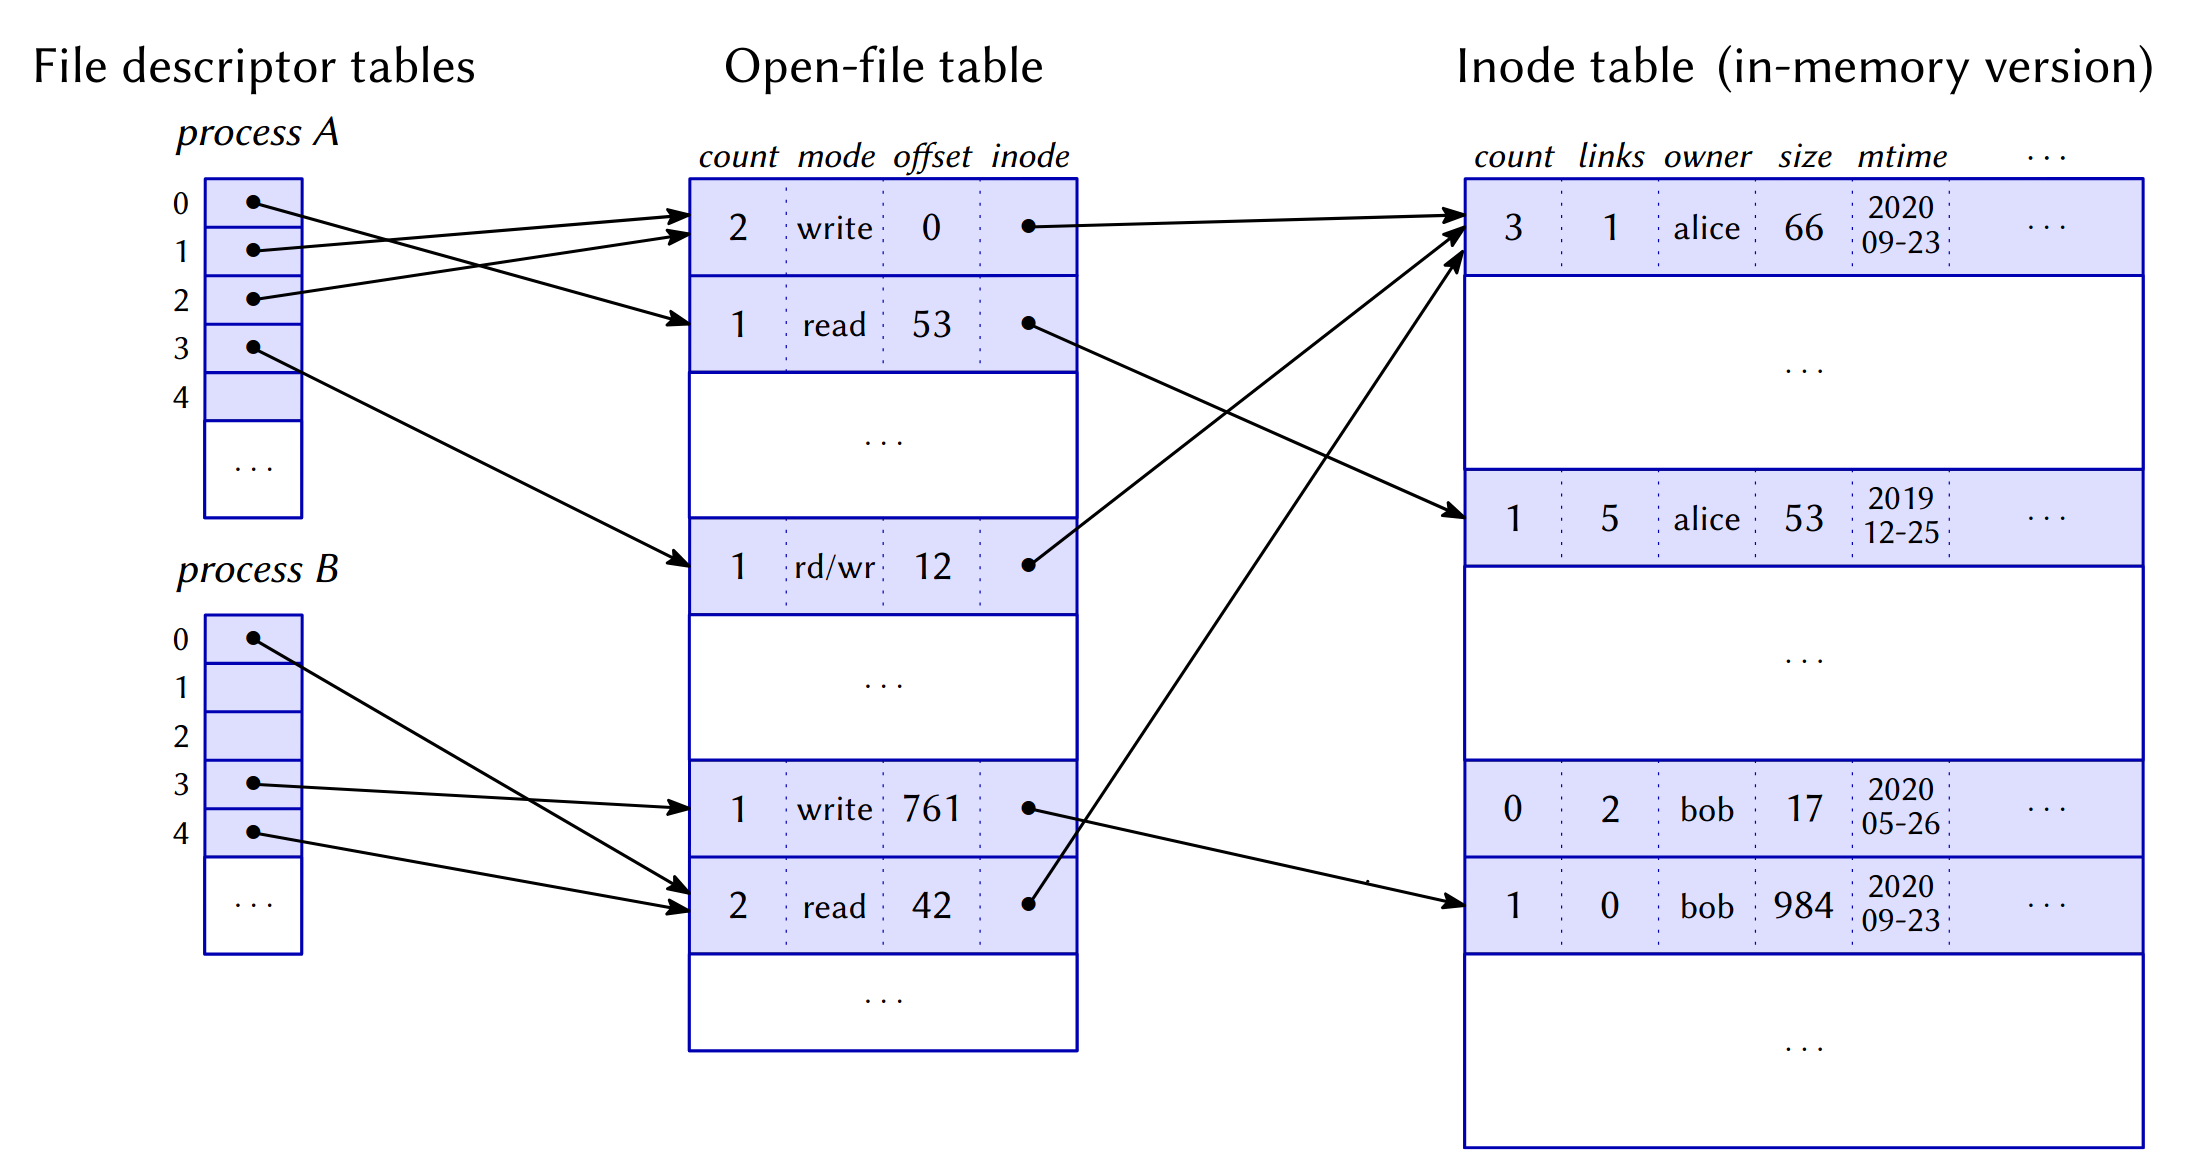 File descriptor tables
process A
0
1
2
3
4
. . .
process B
0
1
2
3
4
. . .
Open-file table
count mode offset inode
2 write 0
1 read 53
. . .
1 rd/wr 12
. . .
1 write 761
2 read 42
. . .
Inode table (in-memory version)
count links owner size mtime . . .
3 1 alice 66 2020 09-23 . . .
. . .
1 5 alice 53 2019 12-25 . . .
. . .
0 2 bob 17 2020 05-26 . . .
1 0 bob 984 2020 09-23 . . .
. . .